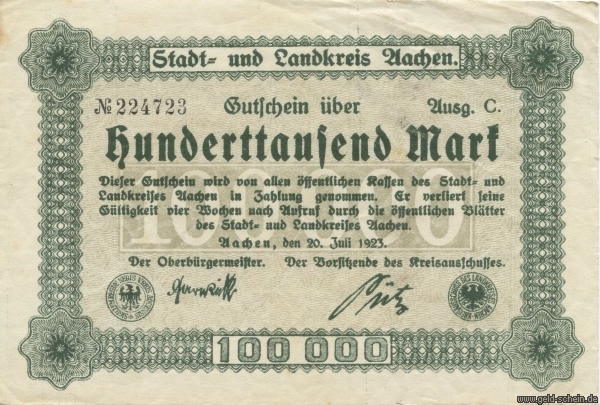 Stadt- und Landkreis Aachen.
№ 224723 Gutschein über Ausg. C.
Hunderttausend Mark
Dieser Gutschein wird von allen öffentlichen Kassen des Stadt- und
Landkreises Aachen in Zahlung genommen. Er verliert seine
Gültigkeit vier Wochen nach Aufruf durch die öffentlichen Blätter
des Stadt- und Landkreises Aachen.
Aachen, den 20. Juli 1923.
Der Oberbürgermeister. Der Vorsitzende des Kreisausschusses.
100 000
www.geld-schein.de